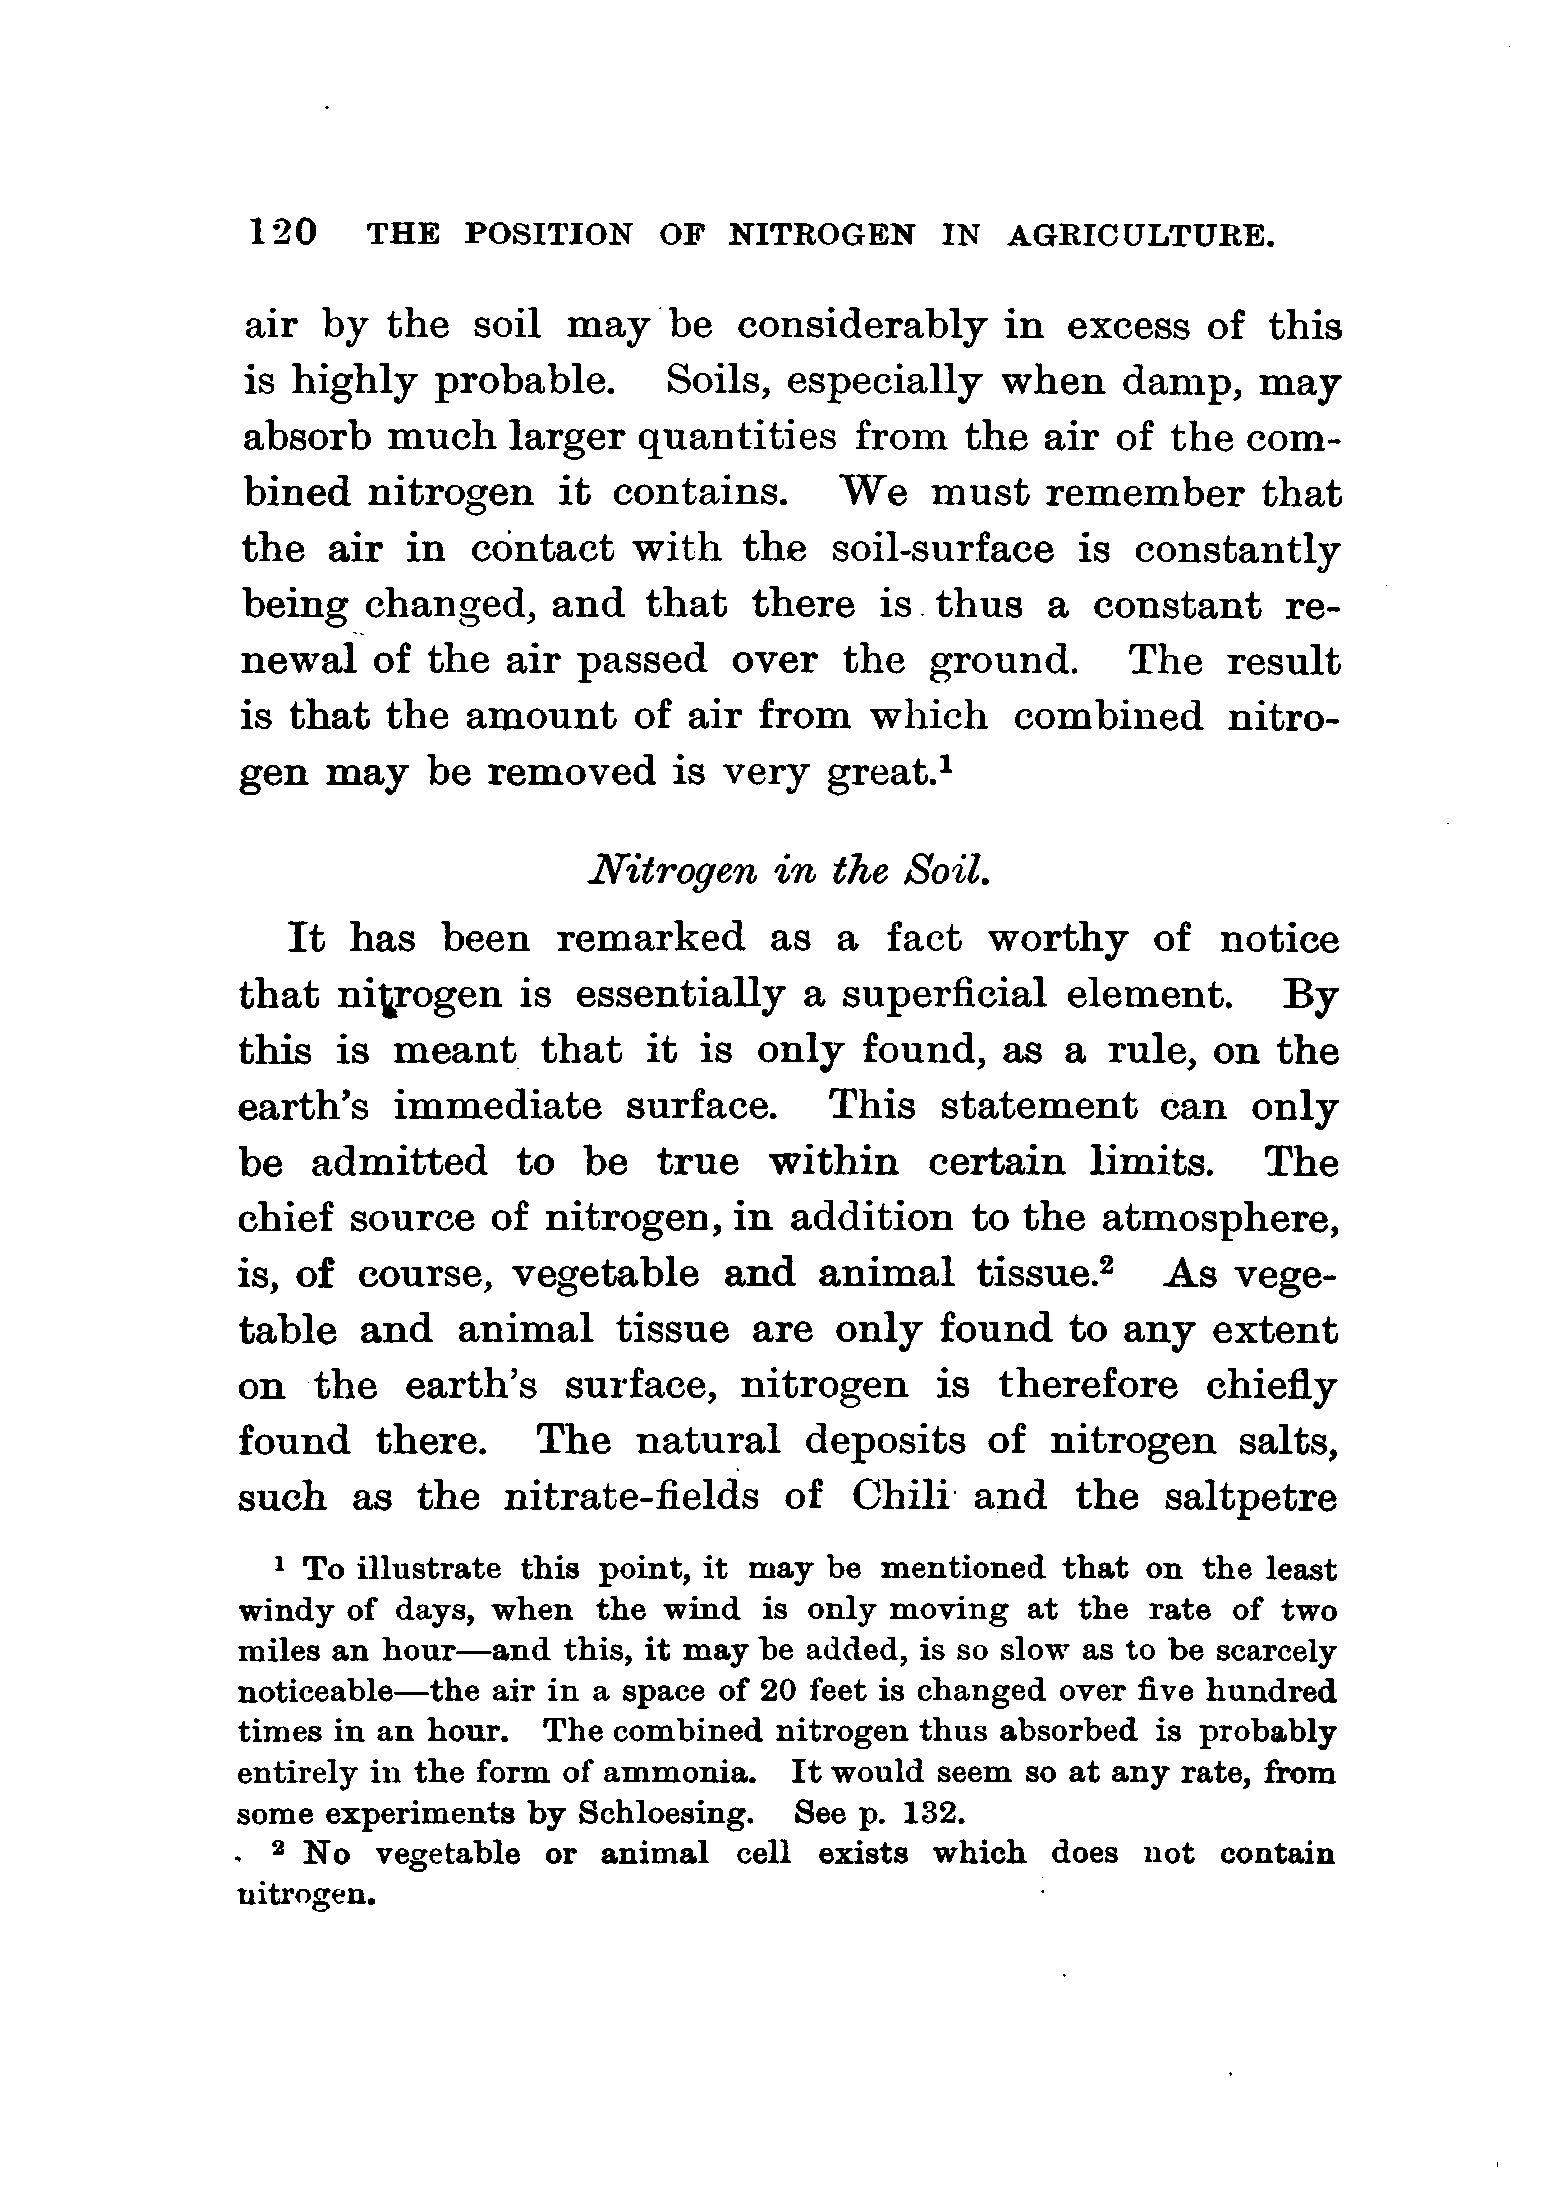 120 THE POSITION OF NITROGEN IN AGRICULTURE.
air by the soil may be considerably in excess of this
is highly probable. Soils, especially when damp, may
absorb much larger quantities from the air of the com-
bined nitrogen it contains. We must remember that
the air in contact with the soil-surface is constantly
being changed, and that there is thus a constant re-
newal of the air passed over the ground. The result
is that the amount of air from which combined nitro-
gen may be removed is very great.¹
Nitrogen in the Soil.
It has been remarked as a fact worthy of notice
that nitrogen is essentially a superficial element. By
this is meant that it is only found, as a rule, on the
earth's immediate surface. This statement can only
be admitted to be true within certain limits. The
chief source of nitrogen, in addition to the atmosphere,
is, of course, vegetable and animal tissue.² As vege-
table and animal tissue are only found to any extent
on the earth's surface, nitrogen is therefore chiefly
found there. The natural deposits of nitrogen salts,
such as the nitrate-fields of Chili and the saltpetre
¹ To illustrate this point, it may be mentioned that on the least
windy of days, when the wind is only moving at the rate of two
miles an hour—and this, it may be added, is so slow as to be scarcely
noticeable—the air in a space of 20 feet is changed over five hundred
times in an hour. The combined nitrogen thus absorbed is probably
entirely in the form of ammonia. It would seem so at any rate, from
some experiments by Schloesing. See p. 132.
² No vegetable or animal cell exists which does not contain
nitrogen.